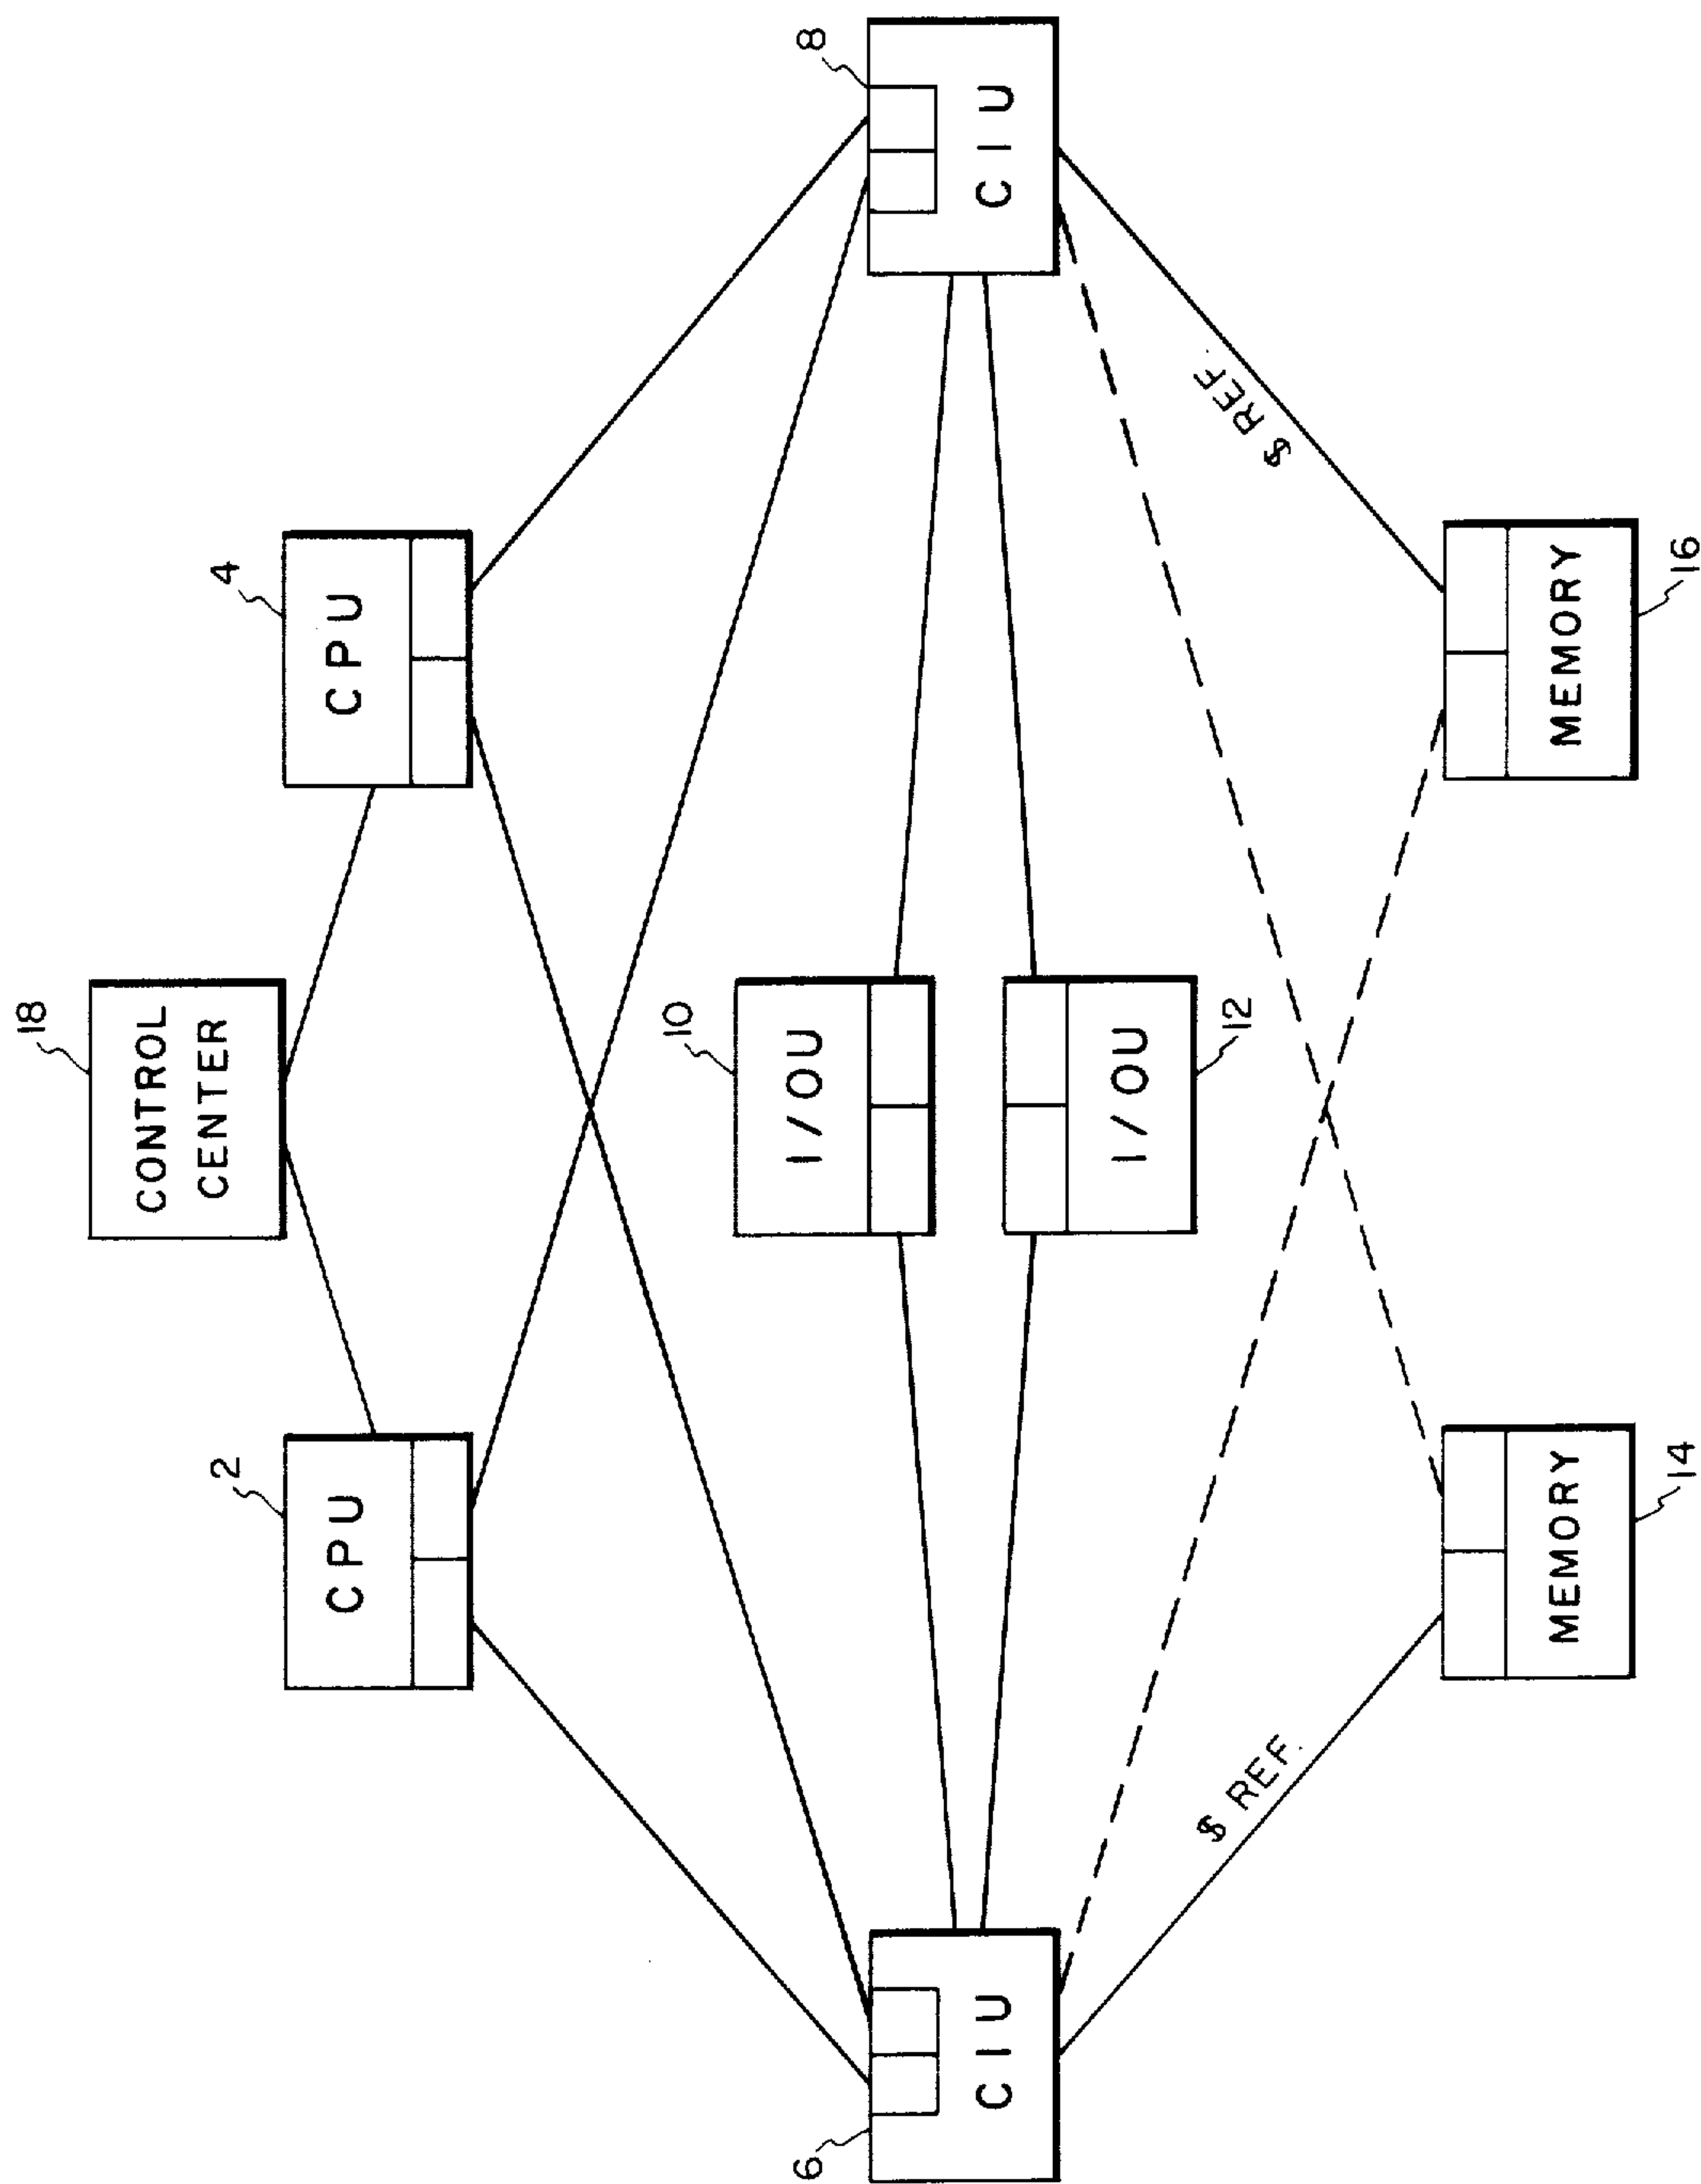 18
CONTROL
CENTER
2
CPU
4
CPU
6
CIU
10
I/OU
I/OU
12
8
CIU
$ REF.
$ REF.
MEMORY
14
MEMORY
16